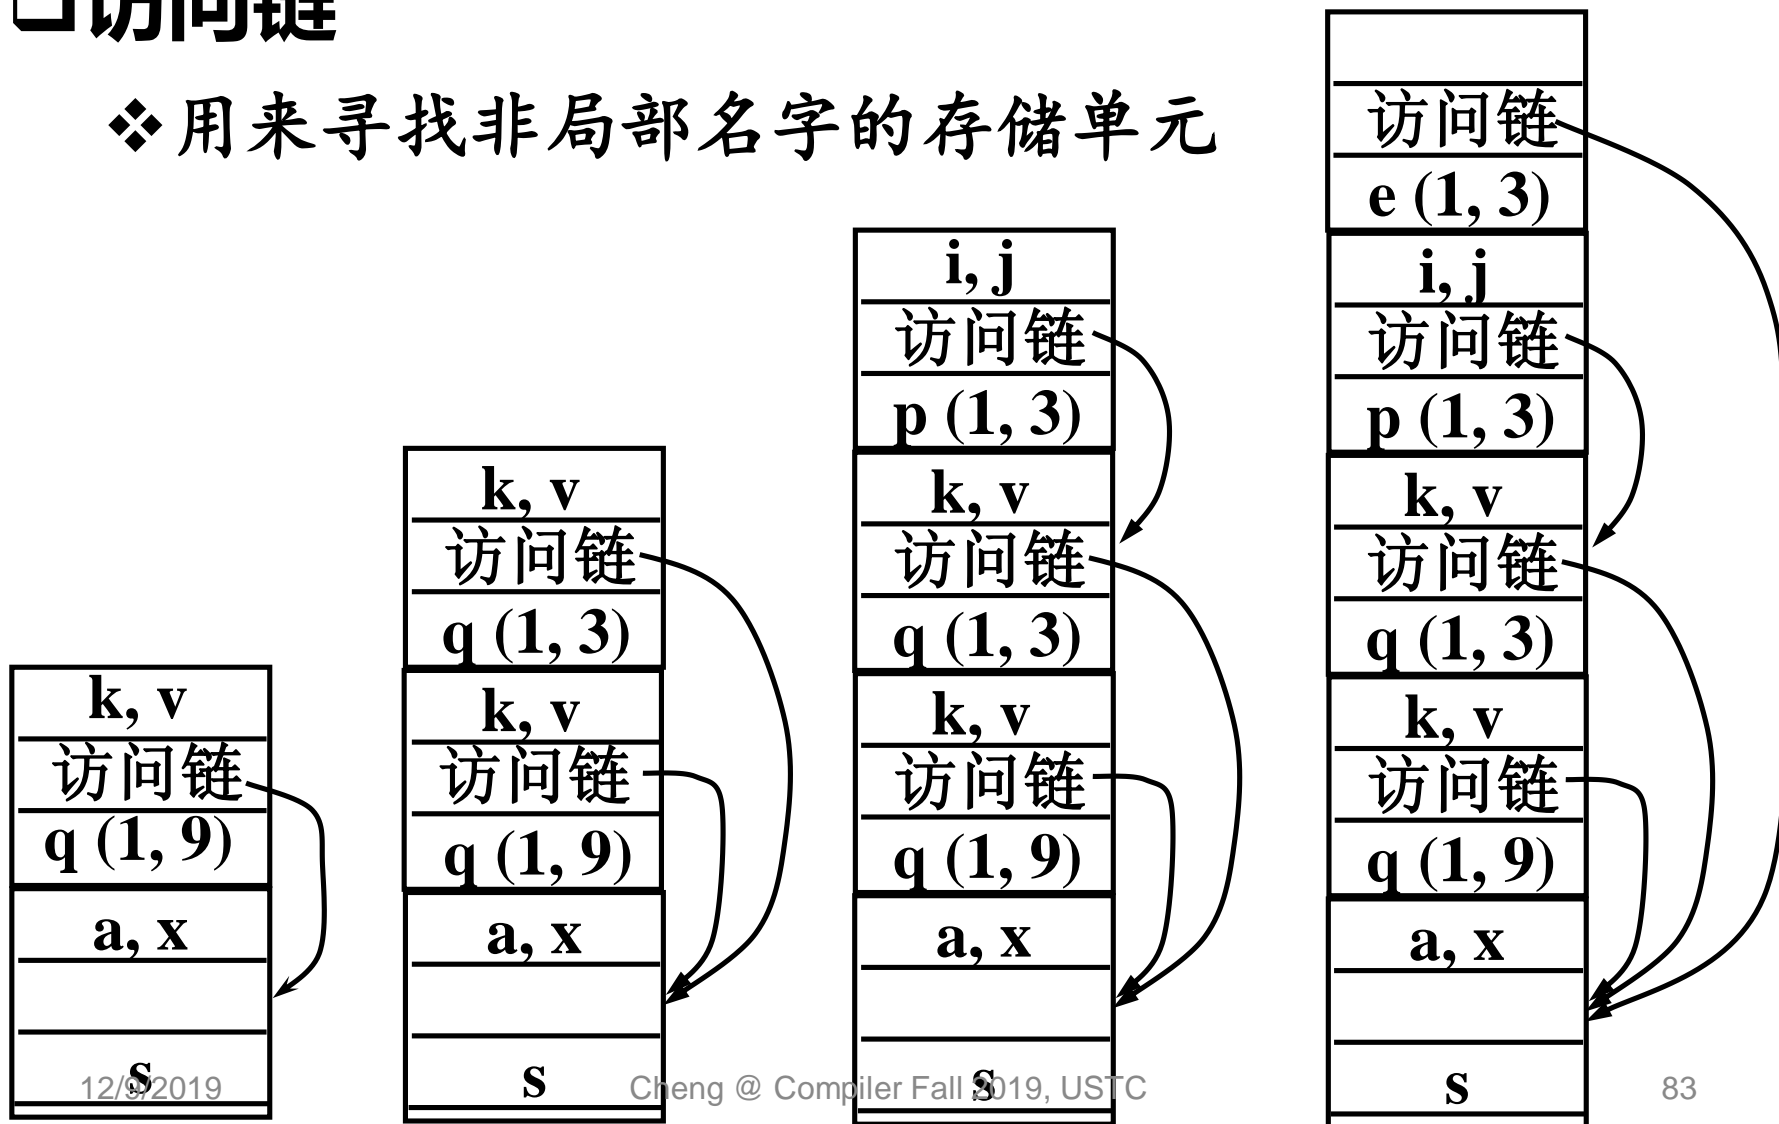 访问链
用来寻找非局部名字的存储单元
k, v
访问链
q (1, 9)
a, x
s
k, v
访问链
q (1, 3)
k, v
访问链
q (1, 9)
a, x
s
i, j
访问链
p (1, 3)
k, v
访问链
q (1, 3)
k, v
访问链
q (1, 9)
a, x
s
访问链
e (1, 3)
i, j
访问链
p (1, 3)
k, v
访问链
q (1, 3)
k, v
访问链
q (1, 9)
a, x
s
12/9/2019
Cheng @ Compiler Fall 2019, USTC
83